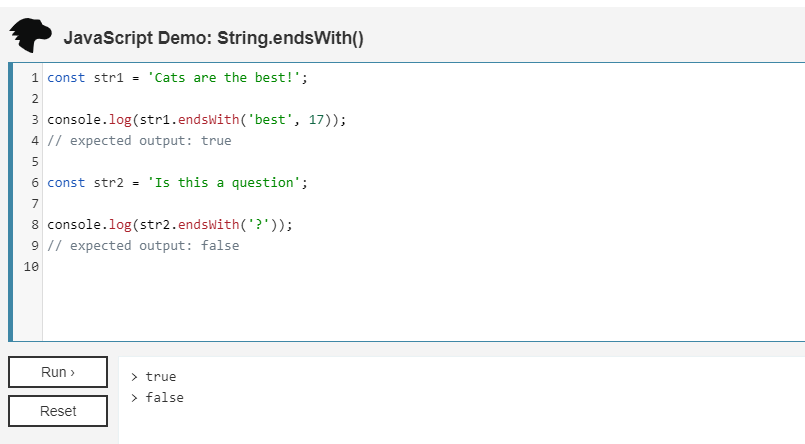 JavaScript Demo: String.endsWith()
1 const str1 = 'Cats are the best!';
2
3 console.log(str1.endsWith('best', 17));
4 // expected output: true
5
6 const str2 = 'Is this a question';
7
8 console.log(str2.endsWith('?'));
9 // expected output: false
10
Run ›
> true
> false
Reset